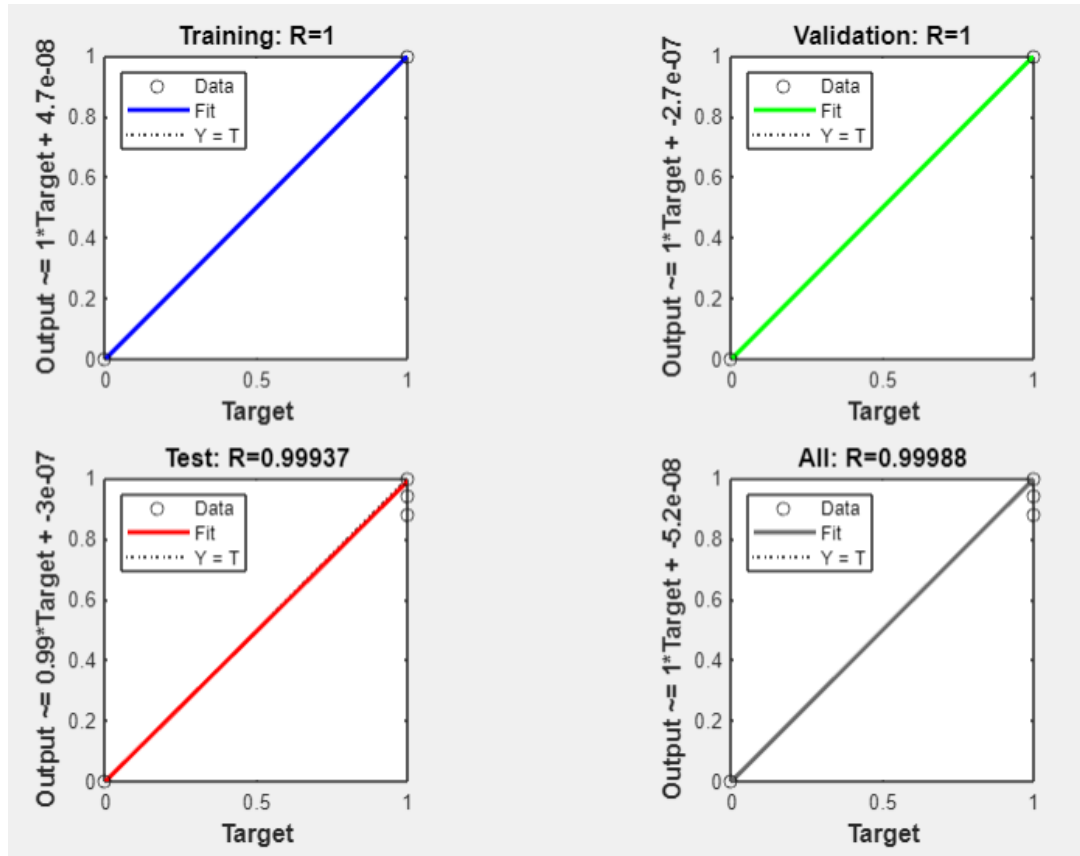 Training: R=1
Output ~= 1*Target + 4.7e-08
1
0.8
0.6
0.4
0.2
0
Data
Fit
Y = T
0
0.5
1
Target
Validation: R=1
Output ~= 1*Target + -2.7e-07
1
0.8
0.6
0.4
0.2
0
Data
Fit
Y = T
0
0.5
1
Target
Test: R=0.99937
Output ~= 0.99*Target + -3e-07
1
0.8
0.6
0.4
0.2
0
Data
Fit
Y = T
0
0.5
1
Target
All: R=0.99988
Output ~= 1*Target + -5.2e-08
1
0.8
0.6
0.4
0.2
0
Data
Fit
Y = T
0
0.5
1
Target